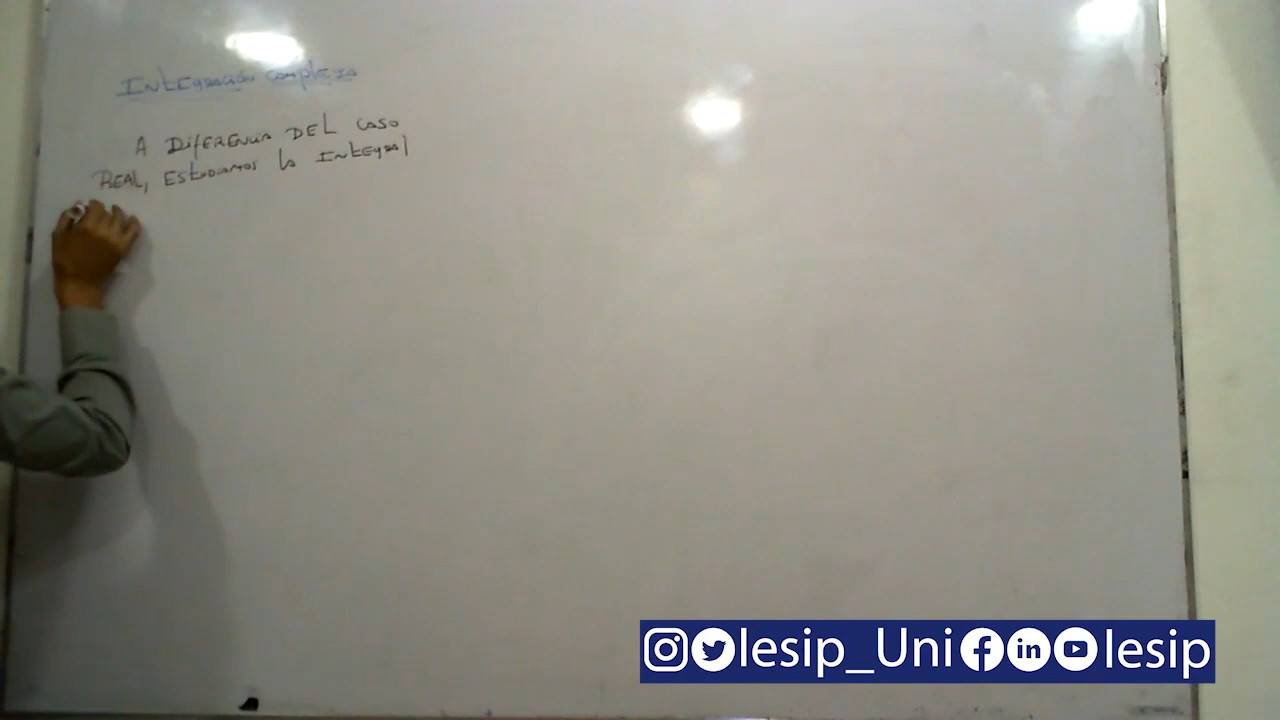 Integración compleja
A DiferENcia DEL caso
REAL, Estudiamos la Integral
lesip_Uni lesip